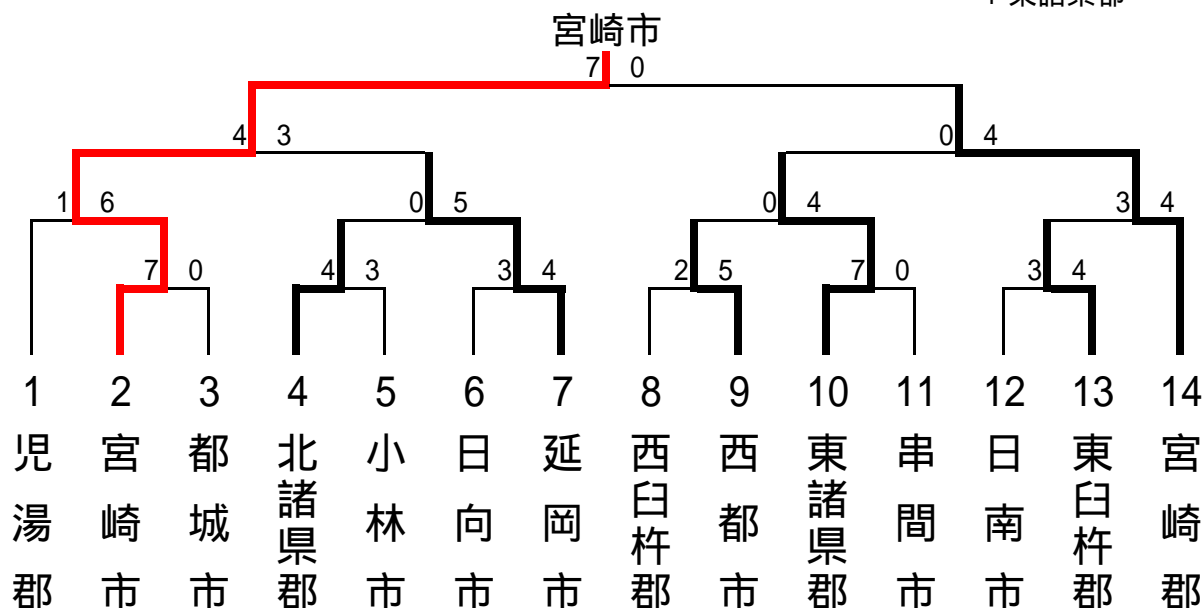 宮崎市
7 0
4 3 0 4
1 6 0 5 0 4 3 4
7 0 4 3 3 4 2 5 7 0 3 4
1 2 3 4 5 6 7 8 9 10 11 12 13 14
児湯郡
宮崎市
都城市
北諸県郡
小林市
日向市
延岡市
西臼杵郡
西都市
東諸県郡
串間市
日南市
東臼杵郡
宮崎郡